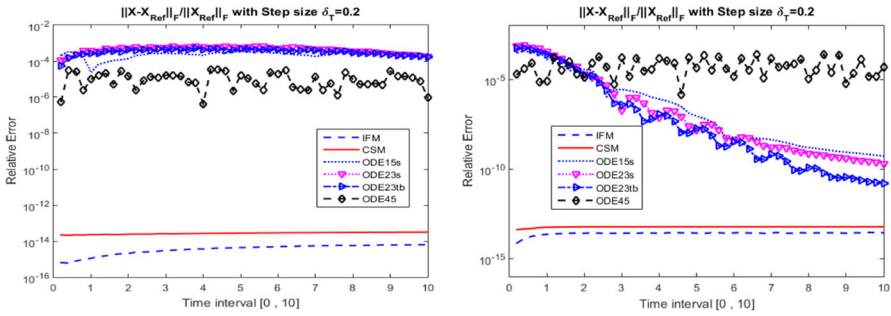 ||X-X_Ref||_F/||X_Ref||_F with Step size δ_T=0.2
Relative Error
10^-2
10^-4
10^-6
10^-8
10^-10
10^-12
10^-14
10^-16
IFM
CSM
ODE15s
ODE23s
ODE23tb
ODE45
0 1 2 3 4 5 6 7 8 9 10
Time interval [0 , 10]
||X-X_Ref||_F/||X_Ref||_F with Step size δ_T=0.2
Relative Error
10^-5
10^-10
10^-15
IFM
CSM
ODE15s
ODE23s
ODE23tb
ODE45
0 1 2 3 4 5 6 7 8 9 10
Time interval [0 , 10]